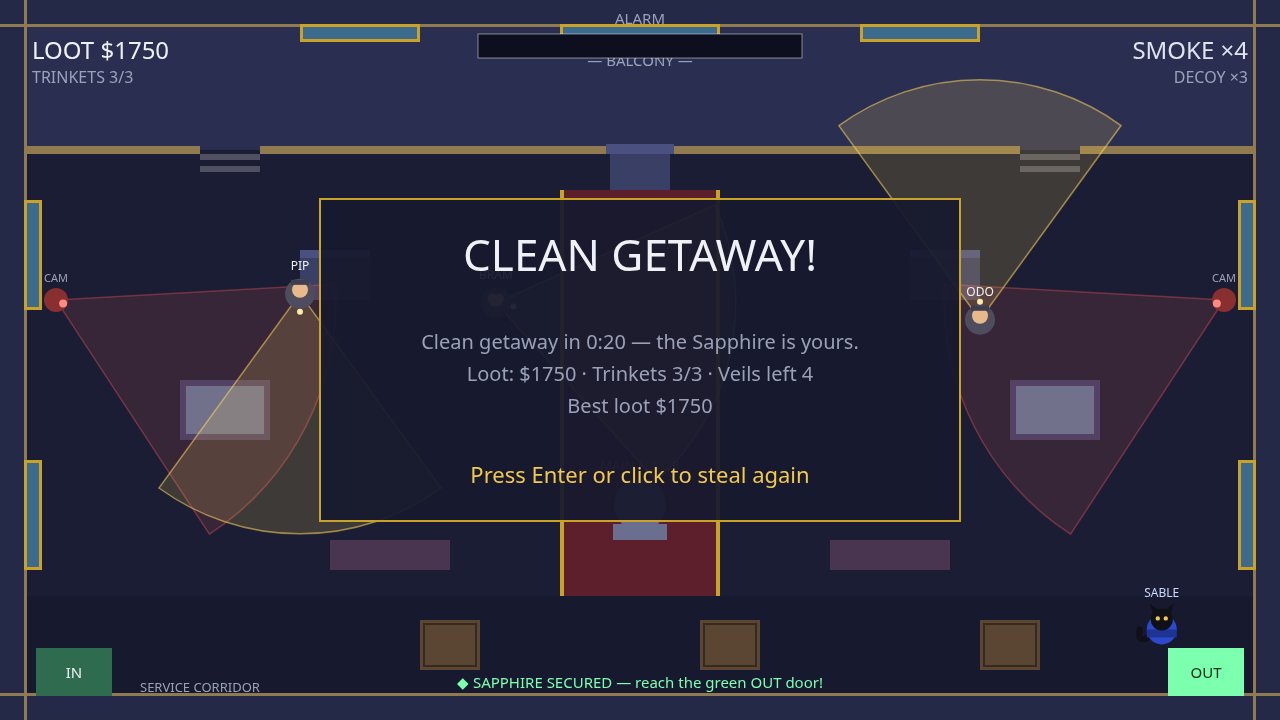 ALARM
LOOT $1750
TRINKETS 3/3
— BALCONY —
SMOKE ×4
DECOY ×3
CAM
PIP
CLEAN GETAWAY!
ODO
CAM
Clean getaway in 0:20 — the Sapphire is yours.
Loot: $1750 · Trinkets 3/3 · Veils left 4
Best loot $1750
Press Enter or click to steal again
SABLE
IN
OUT
SERVICE CORRIDOR
◆ SAPPHIRE SECURED — reach the green OUT door!